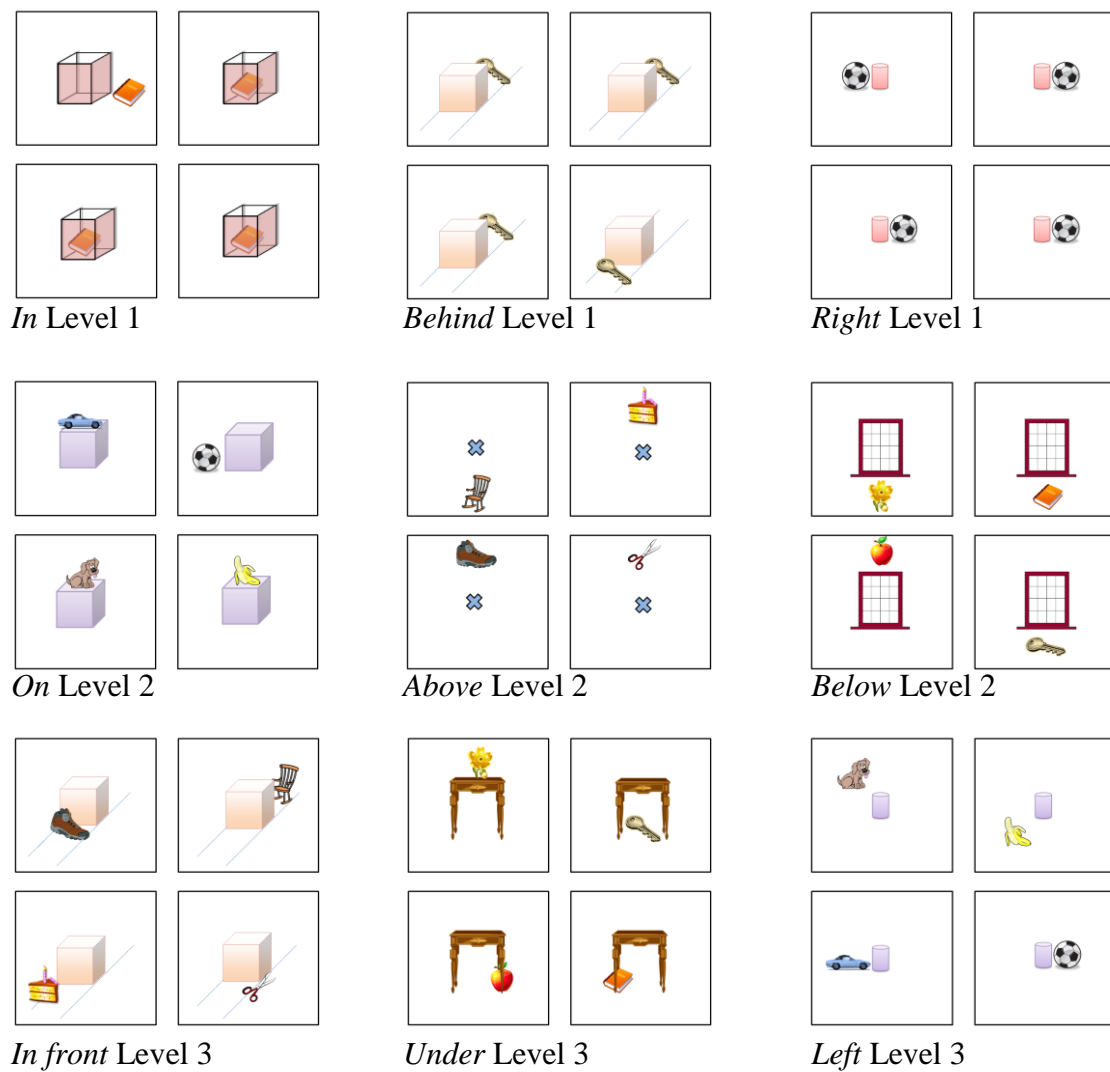 In Level 1
Behind Level 1
Right Level 1
On Level 2
Above Level 2
Below Level 2
In front Level 3
Under Level 3
Left Level 3